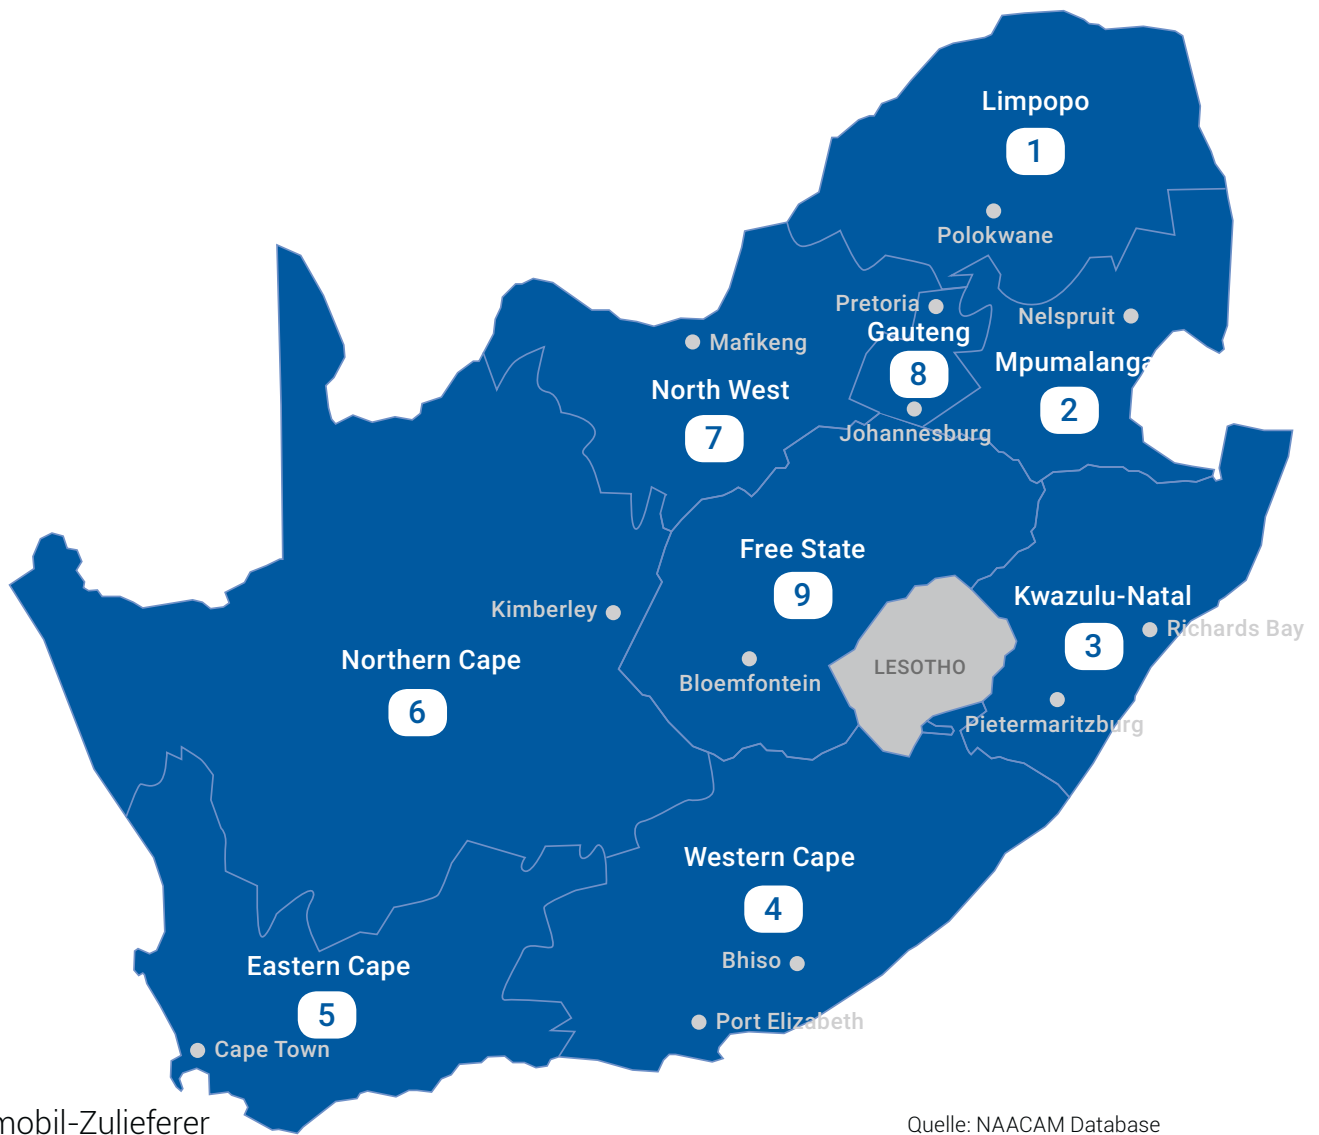 Limpopo
1
Polokwane
Pretoria
Nelspruit
Gauteng
Mafikeng
Mpumalanga
8
North West
2
7
Johannesburg
Free State
9
Kwazulu-Natal
Kimberley
Richards Bay
3
Northern Cape
LESOTHO
Bloemfontein
6
Pietermaritzburg
Western Cape
4
Bhiso
Eastern Cape
5
Port Elizabeth
Cape Town
mobil-Zulieferer
Quelle: NAACAM Database